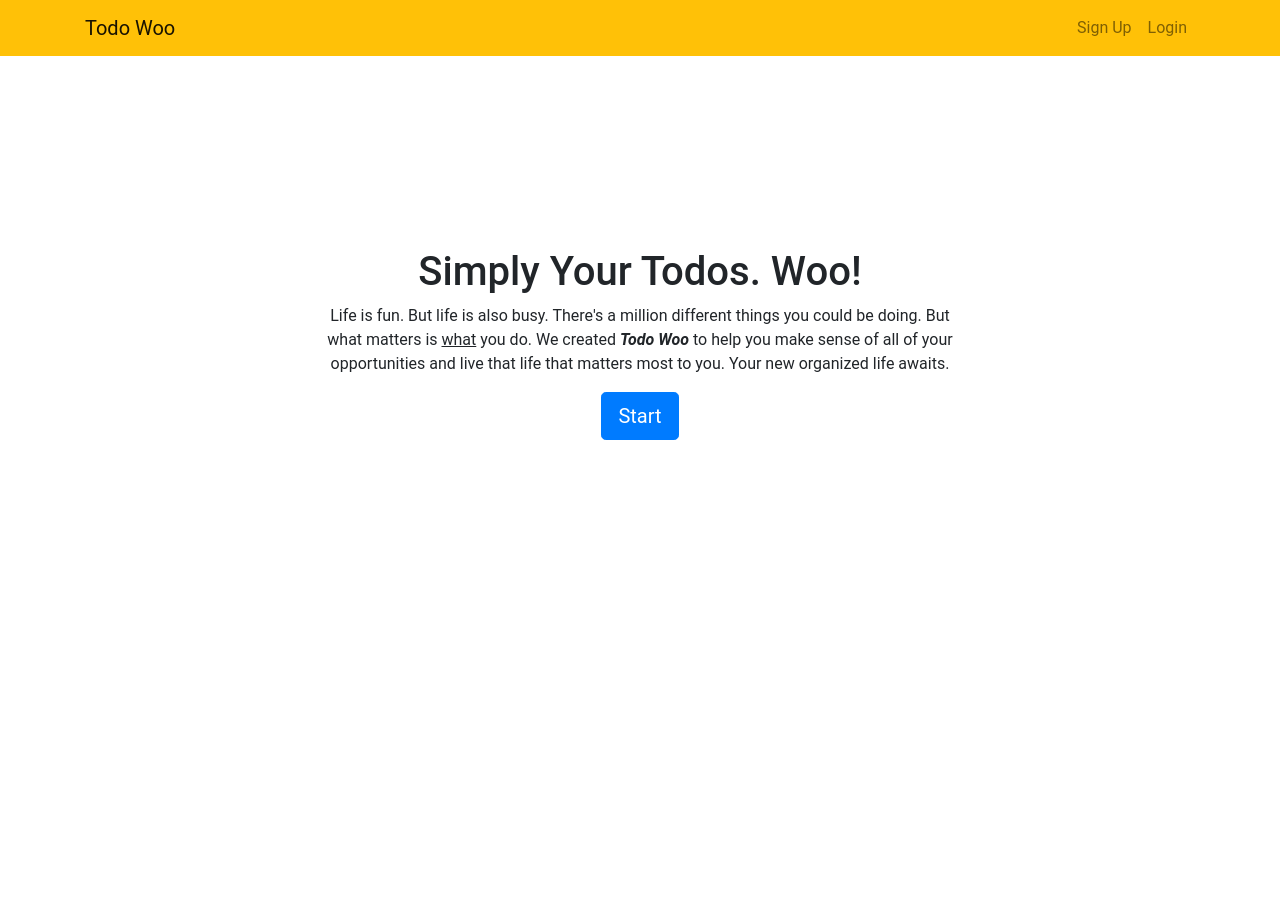 Todo Woo
Sign Up
Login
Simply Your Todos. Woo!
Life is fun. But life is also busy. There's a million different things you could be doing. But
what matters is what you do. We created Todo Woo to help you make sense of all of your
opportunities and live that life that matters most to you. Your new organized life awaits.
Start